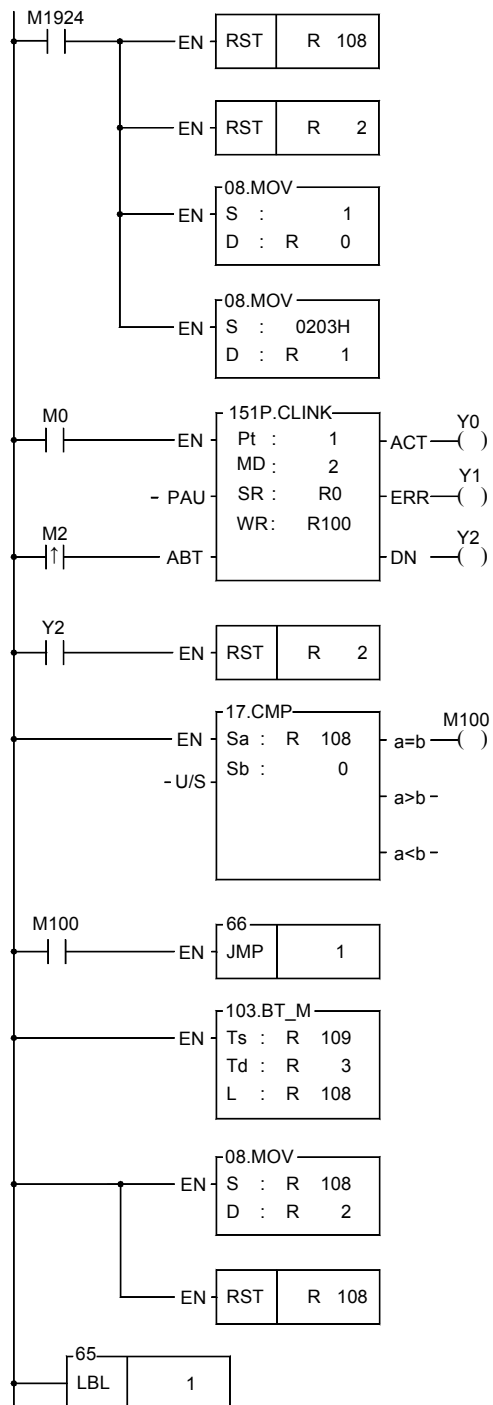 M1924
EN RST R 108
EN RST R 2
08.MOV
EN S : 1
D : R 0
08.MOV
EN S : 0203H
D : R 1
M0
151P.CLINK
EN Pt : 1 ACT Y0
MD : 2
PAU SR : R0 ERR Y1
WR : R100
M2
↑ ABT DN Y2
Y2
EN RST R 2
17.CMP
EN Sa : R 108 a=b M100
U/S Sb : 0
a>b
a<b
M100
66
EN JMP 1
103.BT_M
EN Ts : R 109
Td : R 3
L : R 108
08.MOV
EN S : R 108
D : R 2
EN RST R 108
65
LBL 1